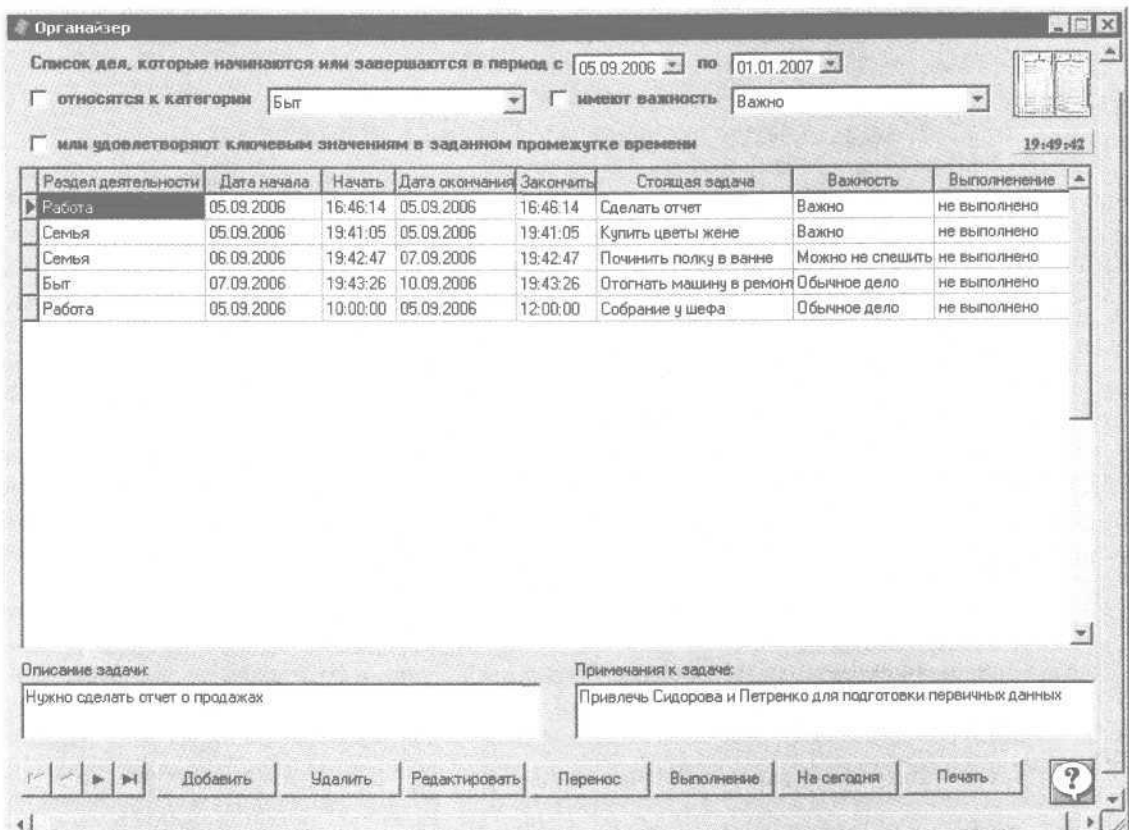 Органайзер
Список дел, которые начинаются или завершаются в период с 05.09.2006 по 01.01.2007
относятся к категории Быт имеют важность Важно
или удовлетворяют ключевым значениям в заданном промежутке времени 19:49:42
Раздел деятельности Дата начала Начать Дата окончания Закончить Стоящая задача Важность Выполненение
Работа 05.09.2006 16:46:14 05.09.2006 16:46:14 Сделать отчет Важно не выполнено
Семья 05.09.2006 19:41:05 05.09.2006 19:41:05 Купить цветы жене Важно не выполнено
Семья 06.09.2006 19:42:47 07.09.2006 19:42:47 Починить полку в ванне Можно не спешить не выполнено
Быт 07.09.2006 19:43:26 10.09.2006 19:43:26 Отогнать машину в ремонт Обычное дело не выполнено
Работа 05.09.2006 10:00:00 05.09.2006 12:00:00 Собрание у шефа Обычное дело не выполнено
Описание задачи: Примечания к задаче:
Нужно сделать отчет о продажах Привлечь Сидорова и Петренко для подготовки первичных данных
Добавить Удалить Редактировать Перенос Выполнение На сегодня Печать ?